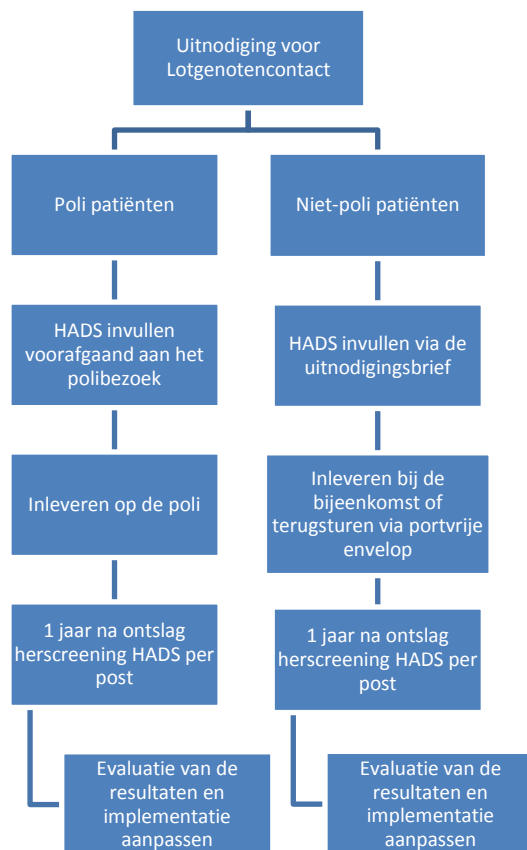 Uitnodiging voor
Lotgenotencontact
Poli patiënten
HADS invullen
voorafgaand aan het
polibezoek
Inleveren op de poli
1 jaar na ontslag
herscreening HADS per
post
Evaluatie van de
resultaten en
implementatie
aanpassen
Niet-poli patiënten
HADS invullen via de
uitnodigingsbrief
Inleveren bij de
bijeenkomst of
terugsturen via portvrije
envelop
1 jaar na ontslag
herscreening HADS per
post
Evaluatie van de
resultaten en
implementatie
aanpassen